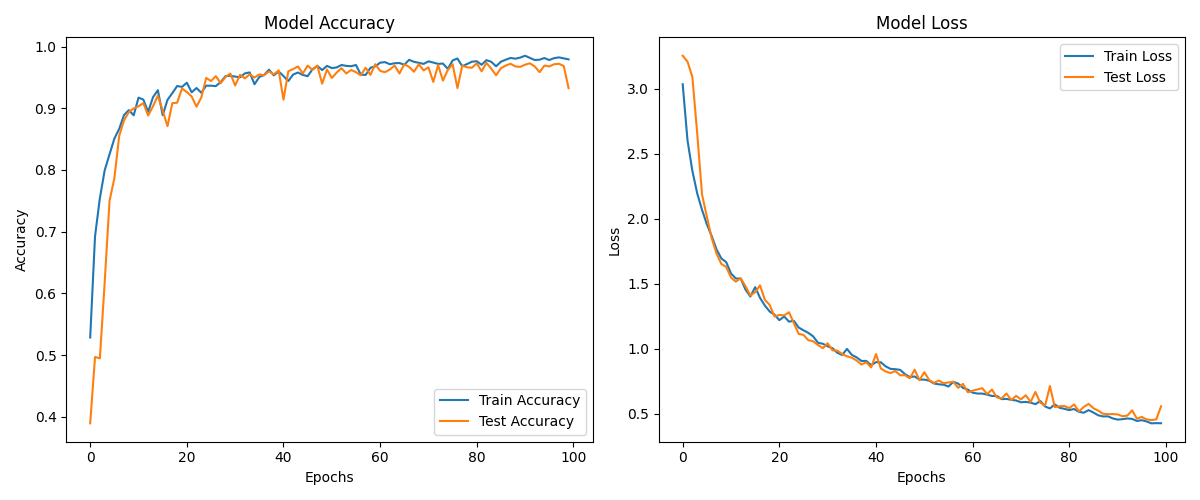 Model Accuracy
1.0
0.9
0.8
0.7
0.6
0.5
0.4
Accuracy
0
20
40
60
80
100
Epochs
Train Accuracy
Test Accuracy
Model Loss
3.0
2.5
2.0
1.5
1.0
0.5
Loss
0
20
40
60
80
100
Epochs
Train Loss
Test Loss